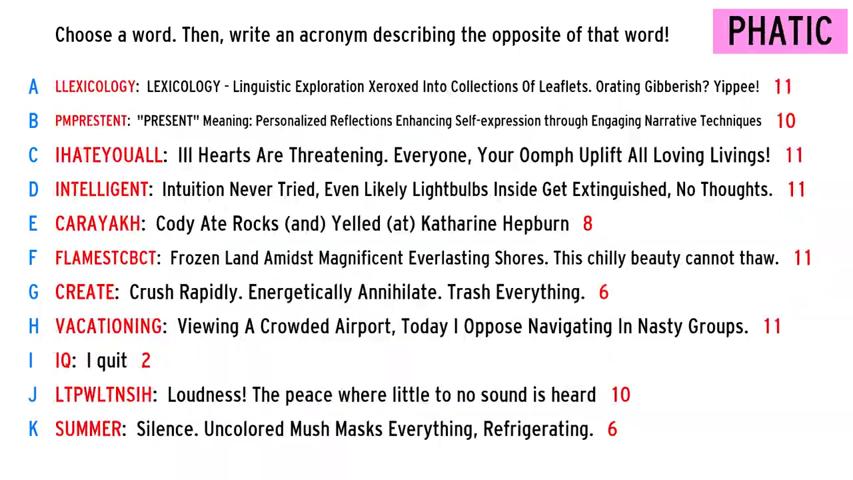 Choose a word. Then, write an acronym describing the opposite of that word!
PHATIC
A LLEXICOLOGY: LEXICOLOGY - Linguistic Exploration Xeroxed Into Collections Of Leaflets. Orating Gibberish? Yippee! 11
B PMPRESTENT: "PRESENT" Meaning: Personalized Reflections Enhancing Self-expression through Engaging Narrative Techniques 10
C IHATEYOUALL: Ill Hearts Are Threatening. Everyone, Your Oomph Uplift All Loving Livings! 11
D INTELLIGENT: Intuition Never Tried, Even Likely Lightbulbs Inside Get Extinguished, No Thoughts. 11
E CARAYAKH: Cody Ate Rocks (and) Yelled (at) Katharine Hepburn 8
F FLAMESTCBCT: Frozen Land Amidst Magnificent Everlasting Shores. This chilly beauty cannot thaw. 11
G CREATE: Crush Rapidly. Energetically Annihilate. Trash Everything. 6
H VACATIONING: Viewing A Crowded Airport, Today I Oppose Navigating In Nasty Groups. 11
I IQ: I quit 2
J LTPWLTNSIH: Loudness! The peace where little to no sound is heard 10
K SUMMER: Silence. Uncolored Mush Masks Everything, Refrigerating. 6